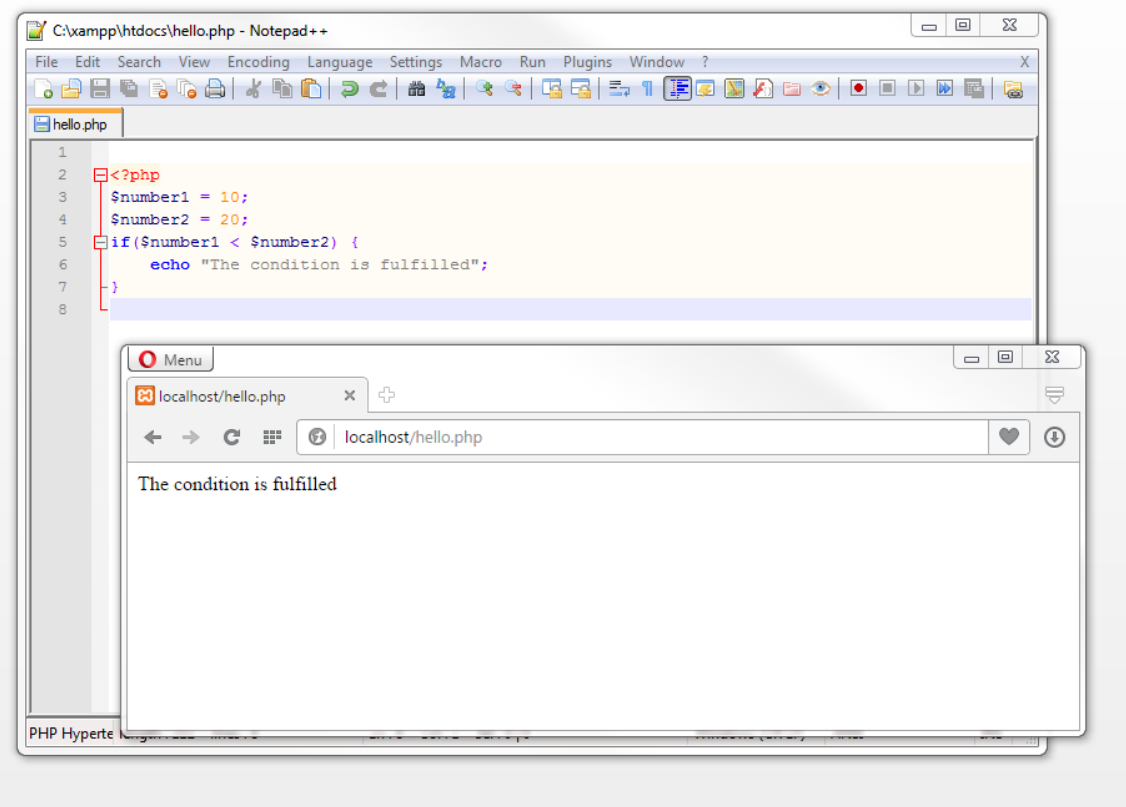 C:\xampp\htdocs\hello.php - Notepad++
File Edit Search View Encoding Language Settings Macro Run Plugins Window ? X
hello.php
1
2 <?php
3 $number1 = 10;
4 $number2 = 20;
5 if($number1 < $number2) {
6 echo "The condition is fulfilled";
7 }
8
Menu
localhost/hello.php
localhost/hello.php
The condition is fulfilled
PHP Hyperte